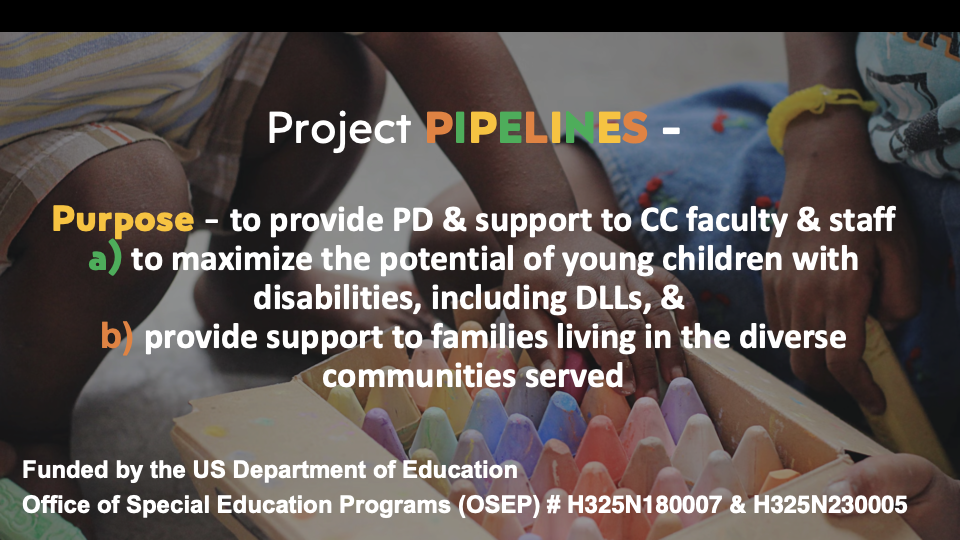 Project PIPELINES -
Purpose - to provide PD & support to CC faculty & staff
a) to maximize the potential of young children with
disabilities, including DLLs, &
b) provide support to families living in the diverse
communities served
Funded by the US Department of Education
Office of Special Education Programs (OSEP) # H325N180007 & H325N230005